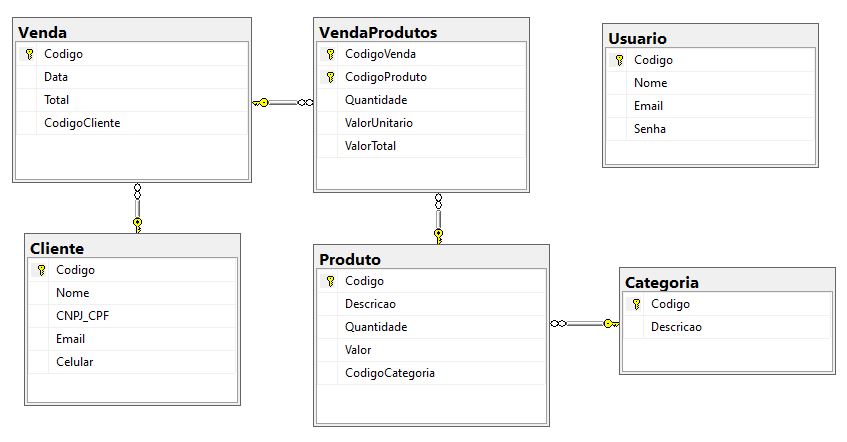 Venda
Codigo
Data
Total
CodigoCliente
VendaProdutos
CodigoVenda
CodigoProduto
Quantidade
ValorUnitario
ValorTotal
Usuario
Codigo
Nome
Email
Senha
Cliente
Codigo
Nome
CNPJ_CPF
Email
Celular
Produto
Codigo
Descricao
Quantidade
Valor
CodigoCategoria
Categoria
Codigo
Descricao